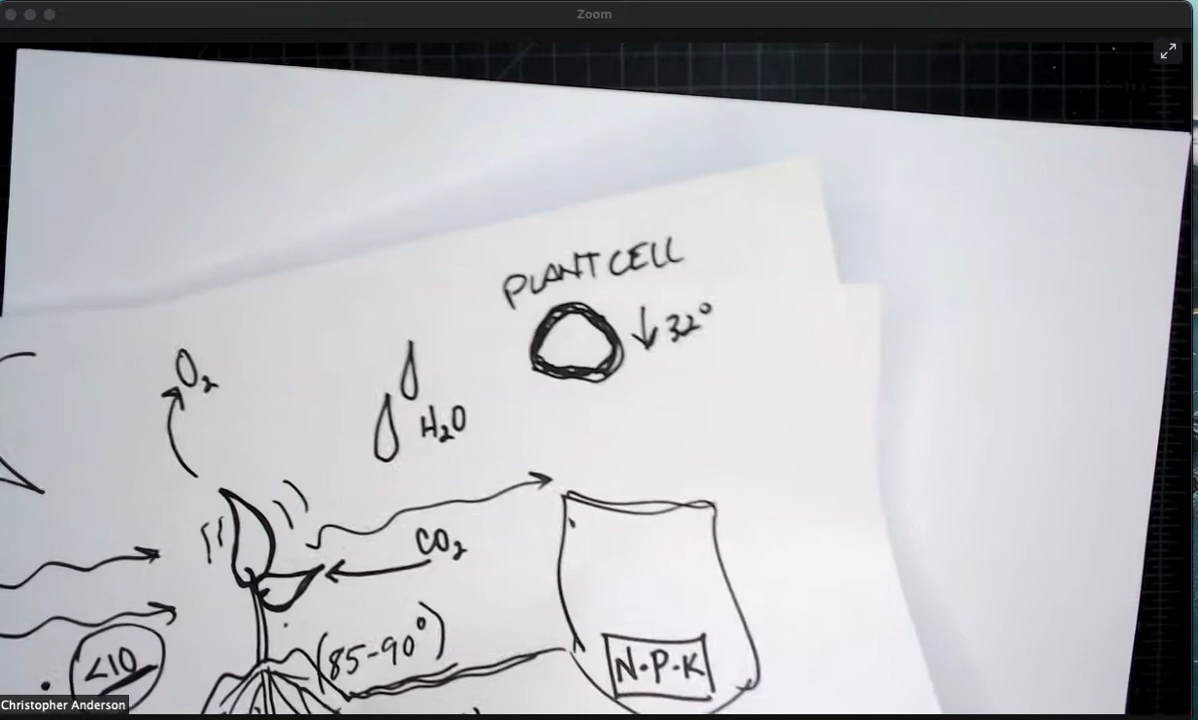 Zoom
PLANT CELL
↓32°
O₂
H₂O
CO₂
(85-90°)
<10
N·P·K
Christopher Anderson